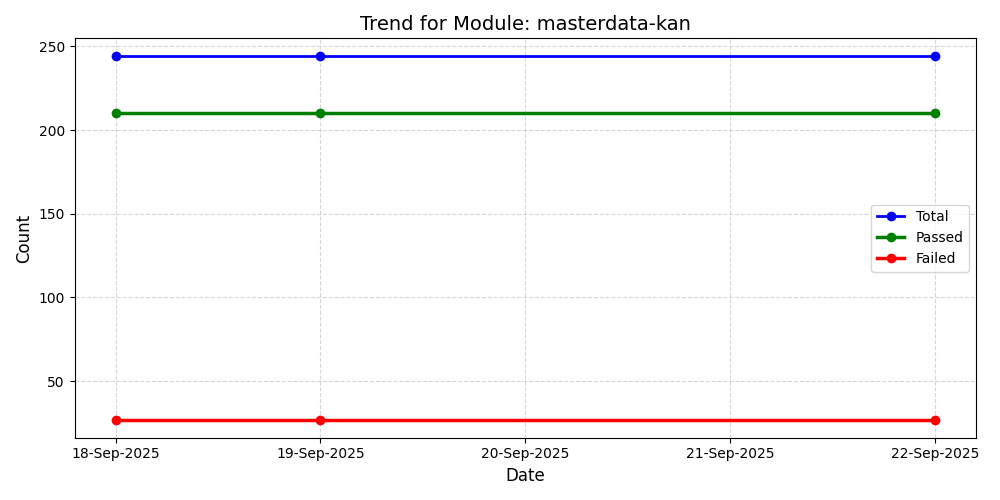 Trend for Module: masterdata-kan
250
200
150
100
50
Count
Total
Passed
Failed
18-Sep-2025
19-Sep-2025
20-Sep-2025
21-Sep-2025
22-Sep-2025
Date